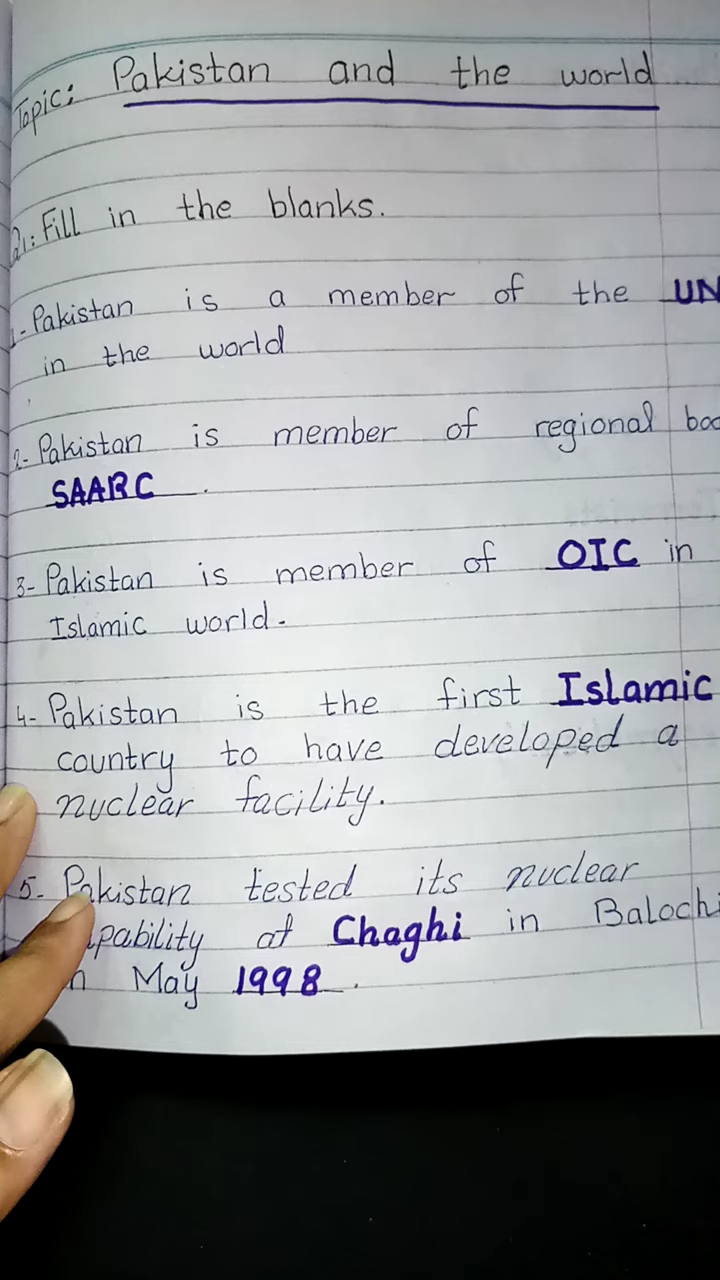 Topic: Pakistan and the world
Q1: Fill in the blanks.
1- Pakistan is a member of the UN
in the world
2- Pakistan is member of regional
SAARC .
3- Pakistan is member of OIC in
Islamic world.
4- Pakistan is the first Islamic
country to have developed a
nuclear facility.
5- Pakistan tested its nuclear
pability at Chaghi in Balochi
n May 1998 .